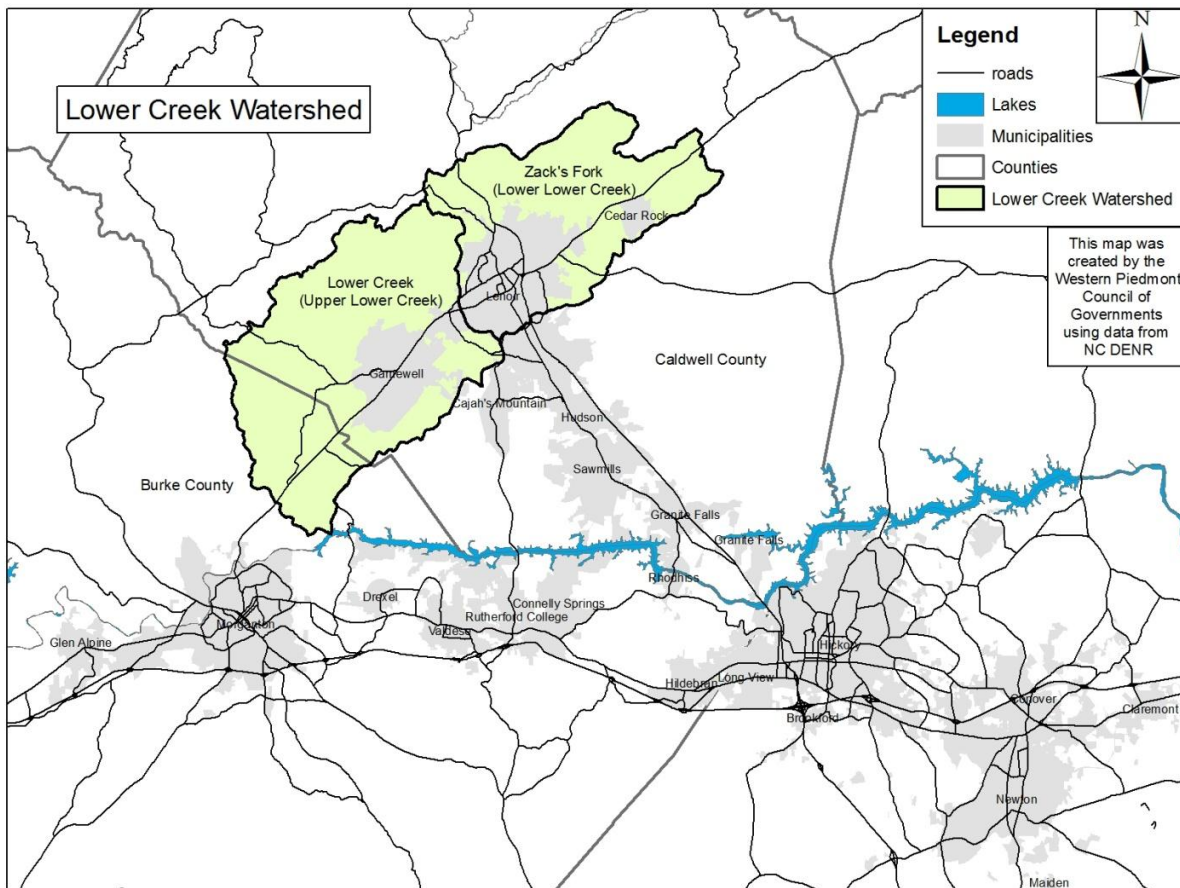 Lower Creek Watershed
Legend
roads
Lakes
Municipalities
Counties
Lower Creek Watershed
N
This map was
created by the
Western Piedmont
Council of
Governments
using data from
NC DENR
Zack's Fork
(Lower Lower Creek)
Cedar Rock
Lower Creek
(Upper Lower Creek)
Lenoir
Caldwell County
Gamewell
Cajah's Mountain
Hudson
Sawmills
Burke County
Granite Falls
Granite Falls
Rhodhiss
Drexel
Connelly Springs
Rutherford College
Valdese
Morganton
Glen Alpine
Hickory
Hildebran
Long View
Brookford
Conover
Claremont
Newton
Maiden